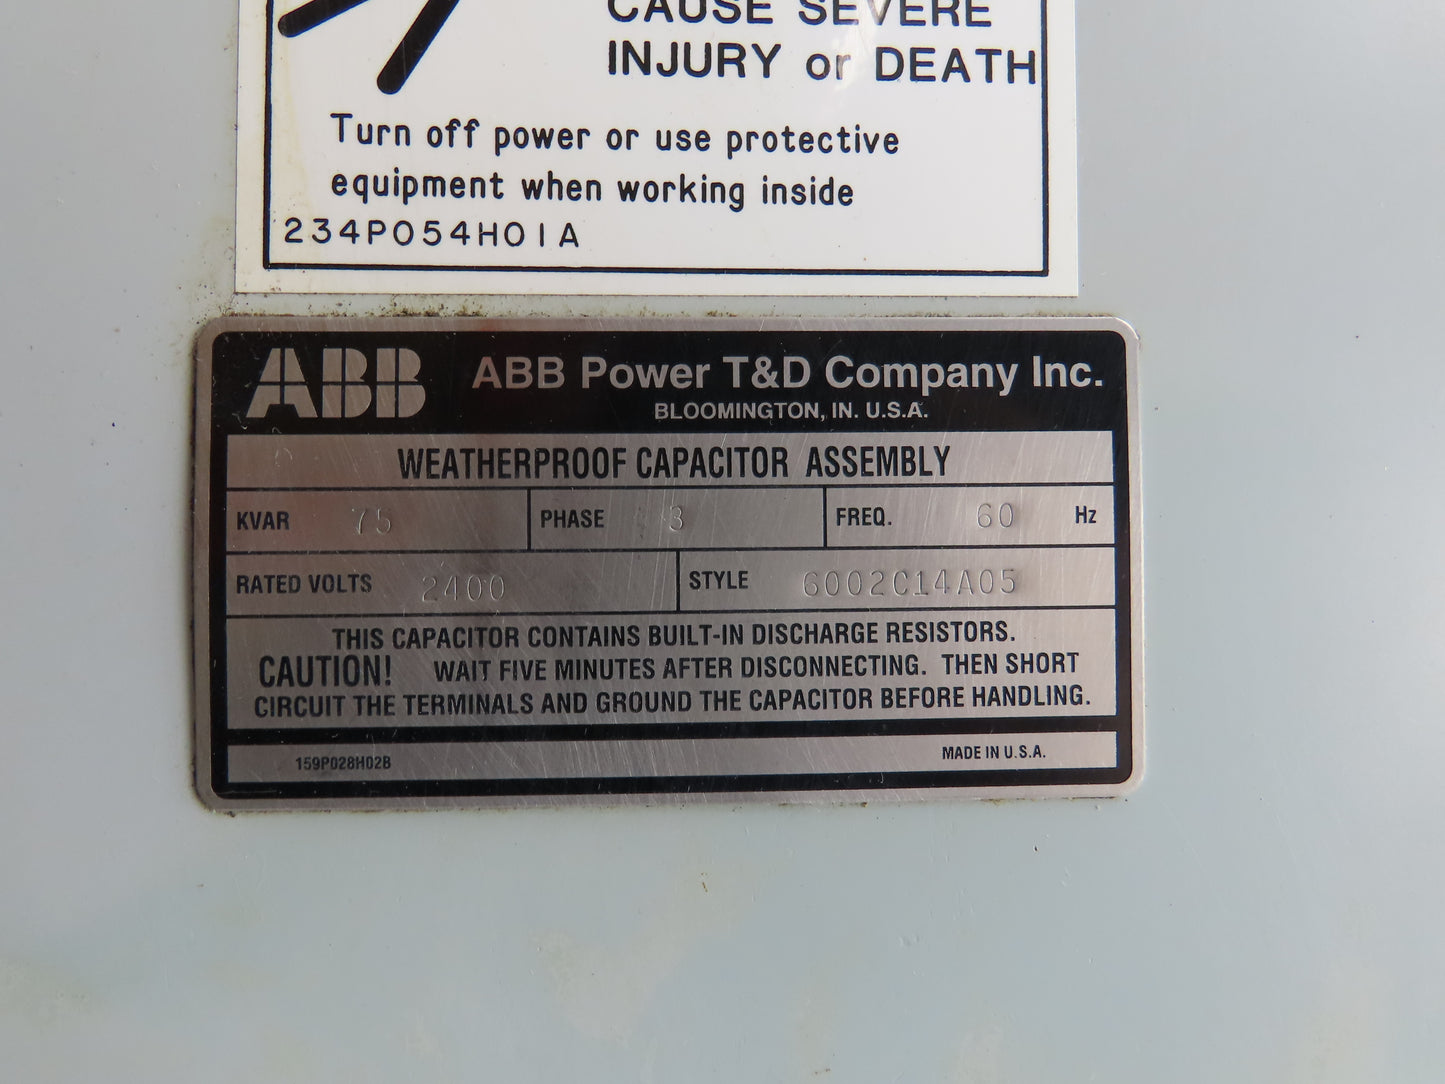 CAUSE SEVERE
INJURY or DEATH
Turn off power or use protective
equipment when working inside
234P054H01A
ABB ABB Power T&D Company Inc.
BLOOMINGTON, IN. U.S.A.
WEATHERPROOF CAPACITOR ASSEMBLY
KVAR 75 PHASE 3 FREQ. 60 Hz
RATED VOLTS 2400 STYLE 6002C14A05
THIS CAPACITOR CONTAINS BUILT-IN DISCHARGE RESISTORS.
CAUTION! WAIT FIVE MINUTES AFTER DISCONNECTING. THEN SHORT
CIRCUIT THE TERMINALS AND GROUND THE CAPACITOR BEFORE HANDLING.
159P028H02B MADE IN U.S.A.